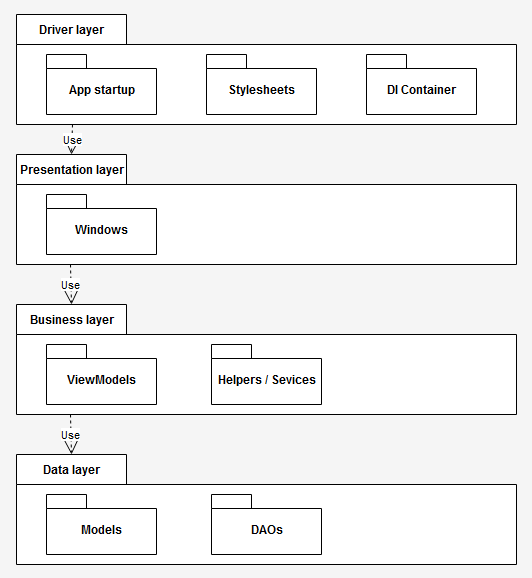 Driver layer
App startup
Stylesheets
DI Container
Use
Presentation layer
Windows
Use
Business layer
ViewModels
Helpers / Sevices
Use
Data layer
Models
DAOs